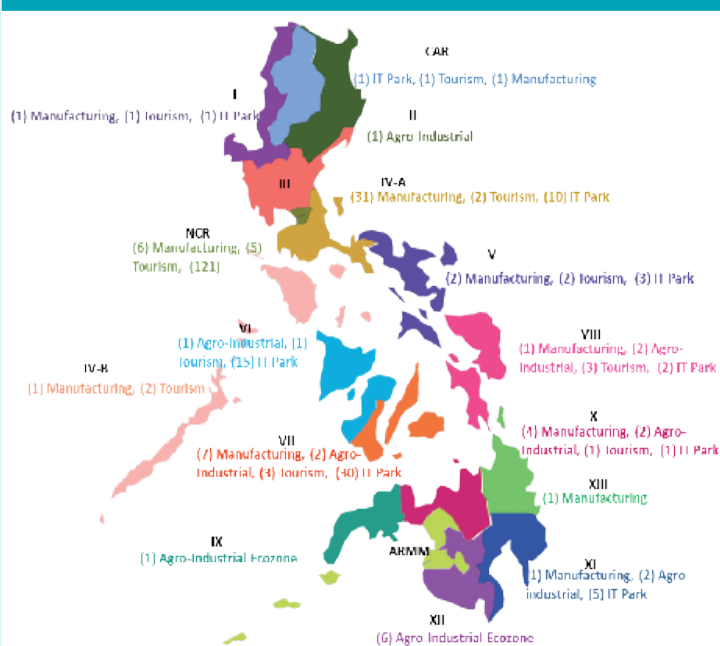 CAR
(1) IT Park, (1) Tourism, (1) Manufacturing
I
(1) Manufacturing, (1) Tourism, (1) IT Park
II
(1) Agro Industrial
III
IV-A
(31) Manufacturing, (2) Tourism, (10) IT Park
NCR
(6) Manufacturing, (5)
Tourism, (121)
V
(2) Manufacturing, (2) Tourism, (3) IT Park
VI
(1) Agro-Industrial, (1)
Tourism, (15) IT Park
VIII
(1) Manufacturing, (2) Agro-
Industrial, (3) Tourism, (2) IT Park
IV-B
(1) Manufacturing, (2) Tourism
X
(4) Manufacturing, (2) Agro-
Industrial, (1) Tourism, (1) IT Park
VII
(7) Manufacturing, (2) Agro-
Industrial, (3) Tourism, (30) IT Park
XIII
(1) Manufacturing
IX
(1) Agro-Industrial Ecozone
ARMM
XI
(1) Manufacturing, (2) Agro
industrial, (5) IT Park
XII
(6) Agro Industrial Ecozone